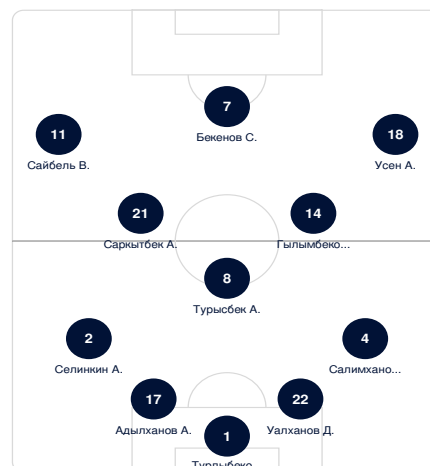 7
Бекенов С.
11
Сайбель В.
18
Усен А.
21
Саркытбек А.
14
Гылымбеко...
8
Турысбек А.
2
Селинкин А.
4
Салимхано...
17
Адылханов А.
22
Уалханов Д.
1
Турлыбеко...